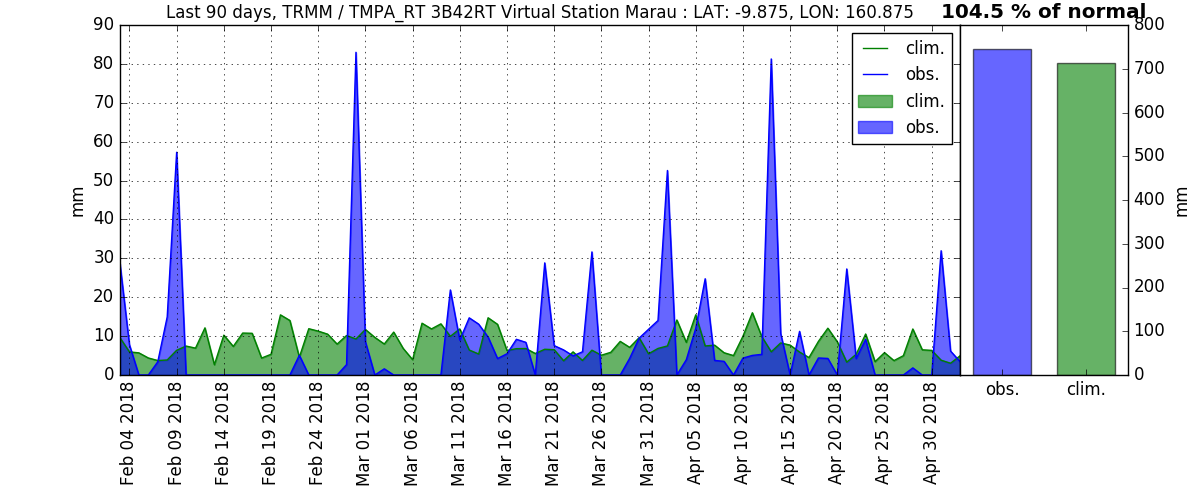 Last 90 days, TRMM / TMPA_RT 3B42RT Virtual Station Marau : LAT: -9.875, LON: 160.875
104.5 % of normal
90
80
70
60
50
40
30
20
10
0
mm
clim.
obs.
clim.
obs.
800
700
600
500
400
300
200
100
0
mm
obs.
clim.
Feb 04 2018
Feb 09 2018
Feb 14 2018
Feb 19 2018
Feb 24 2018
Mar 01 2018
Mar 06 2018
Mar 11 2018
Mar 16 2018
Mar 21 2018
Mar 26 2018
Mar 31 2018
Apr 05 2018
Apr 10 2018
Apr 15 2018
Apr 20 2018
Apr 25 2018
Apr 30 2018